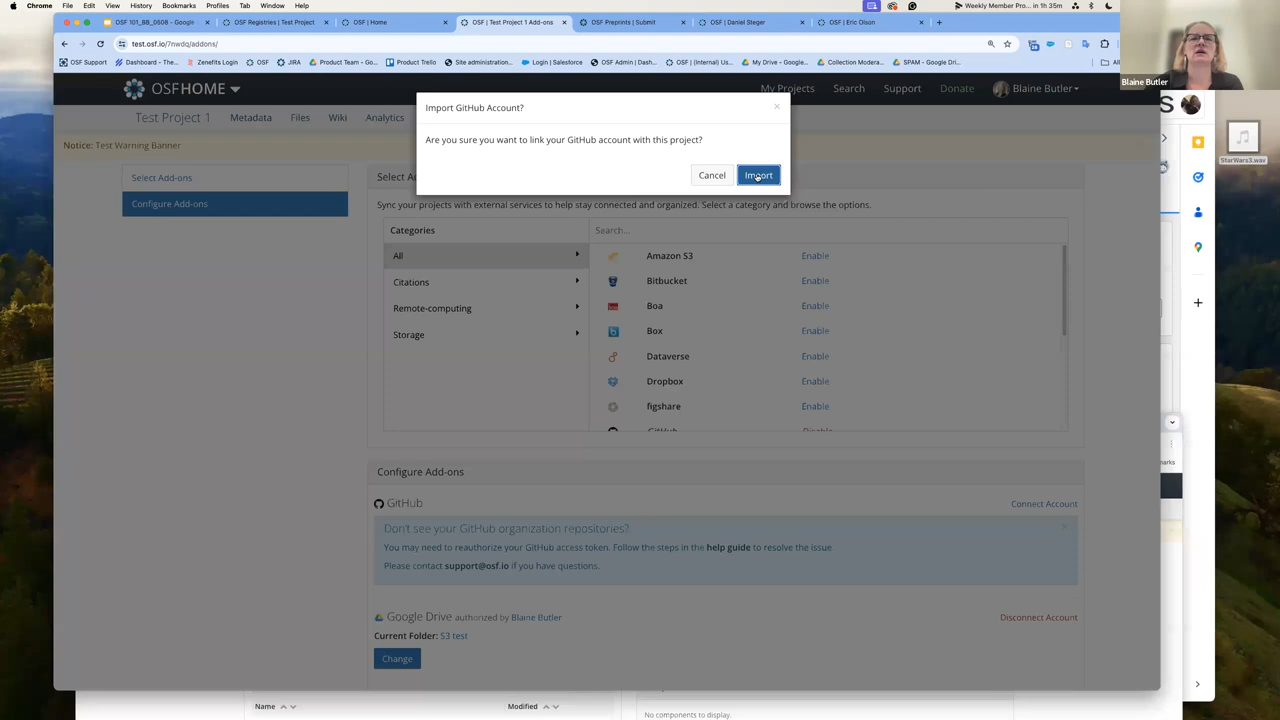 Chrome File Edit View History Bookmarks Profiles Tab Window Help
Weekly Member Pro... in 1h 35m
OSF 101_BB_0508 - Google
OSF Registries | Test Project
OSF | Home
OSF | Test Project 1 Add-ons
OSF Preprints | Submit
OSF | Daniel Steger
OSF | Eric Olson
test.osf.io/7nwdq/addons/
OSF Support
Dashboard - The...
Zenefits Login
OSF
JIRA
Product Team - Go...
Product Trello
Site administration...
Login | Salesforce
OSF Admin | Dash...
OSF | (Internal) Us...
My Drive - Google...
Collection Modera...
SPAM - Google Dri...
Blaine Butler
OSFHOME
My Projects
Search
Support
Donate
Blaine Butler
Test Project 1
Metadata
Files
Wiki
Analytics
Notice: Test Warning Banner
Import GitHub Account?
×
Are you sure you want to link your GitHub account with this project?
Cancel
Import
StarWars3.wav
Select Add-ons
Configure Add-ons
Sync your projects with external services to help stay connected and organized. Select a category and browse the options.
Categories
Search...
All
Citations
Remote-computing
Storage
Amazon S3 Enable
Bitbucket Enable
Boa Enable
Box Enable
Dataverse Enable
Dropbox Enable
figshare Enable
GitHub Disable
Configure Add-ons
GitHub
Connect Account
Don't see your GitHub organization repositories?
You may need to reauthorize your GitHub access token. Follow the steps in the help guide to resolve the issue
Please contact support@osf.io if you have questions.
Google Drive authorized by Blaine Butler
Disconnect Account
Current Folder: S3 test
Change
Name
Modified
No components to display.